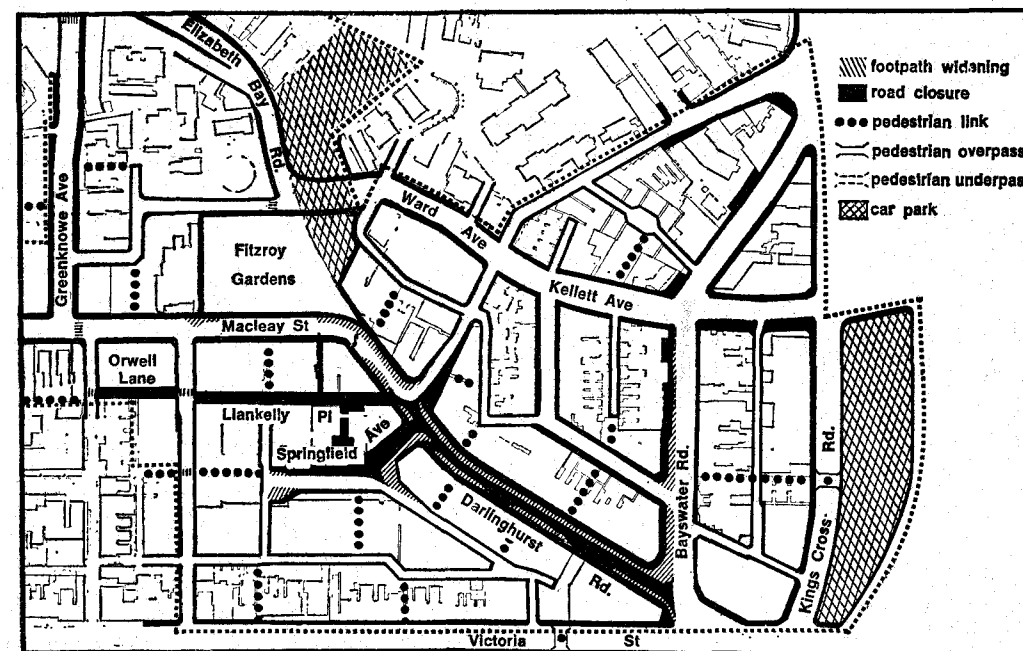 Elizabeth
Bay
Rd
Greenknowe Ave
Fitzroy
Gardens
Ward
Ave
Kellett Ave
Macleay St
Orwell
Lane
Llankelly Pl
Springfield Ave
Darlinghurst
Rd.
Bayswater Rd.
Kings Cross Rd.
Victoria St
footpath widening
road closure
pedestrian link
pedestrian overpass
pedestrian underpas
car park